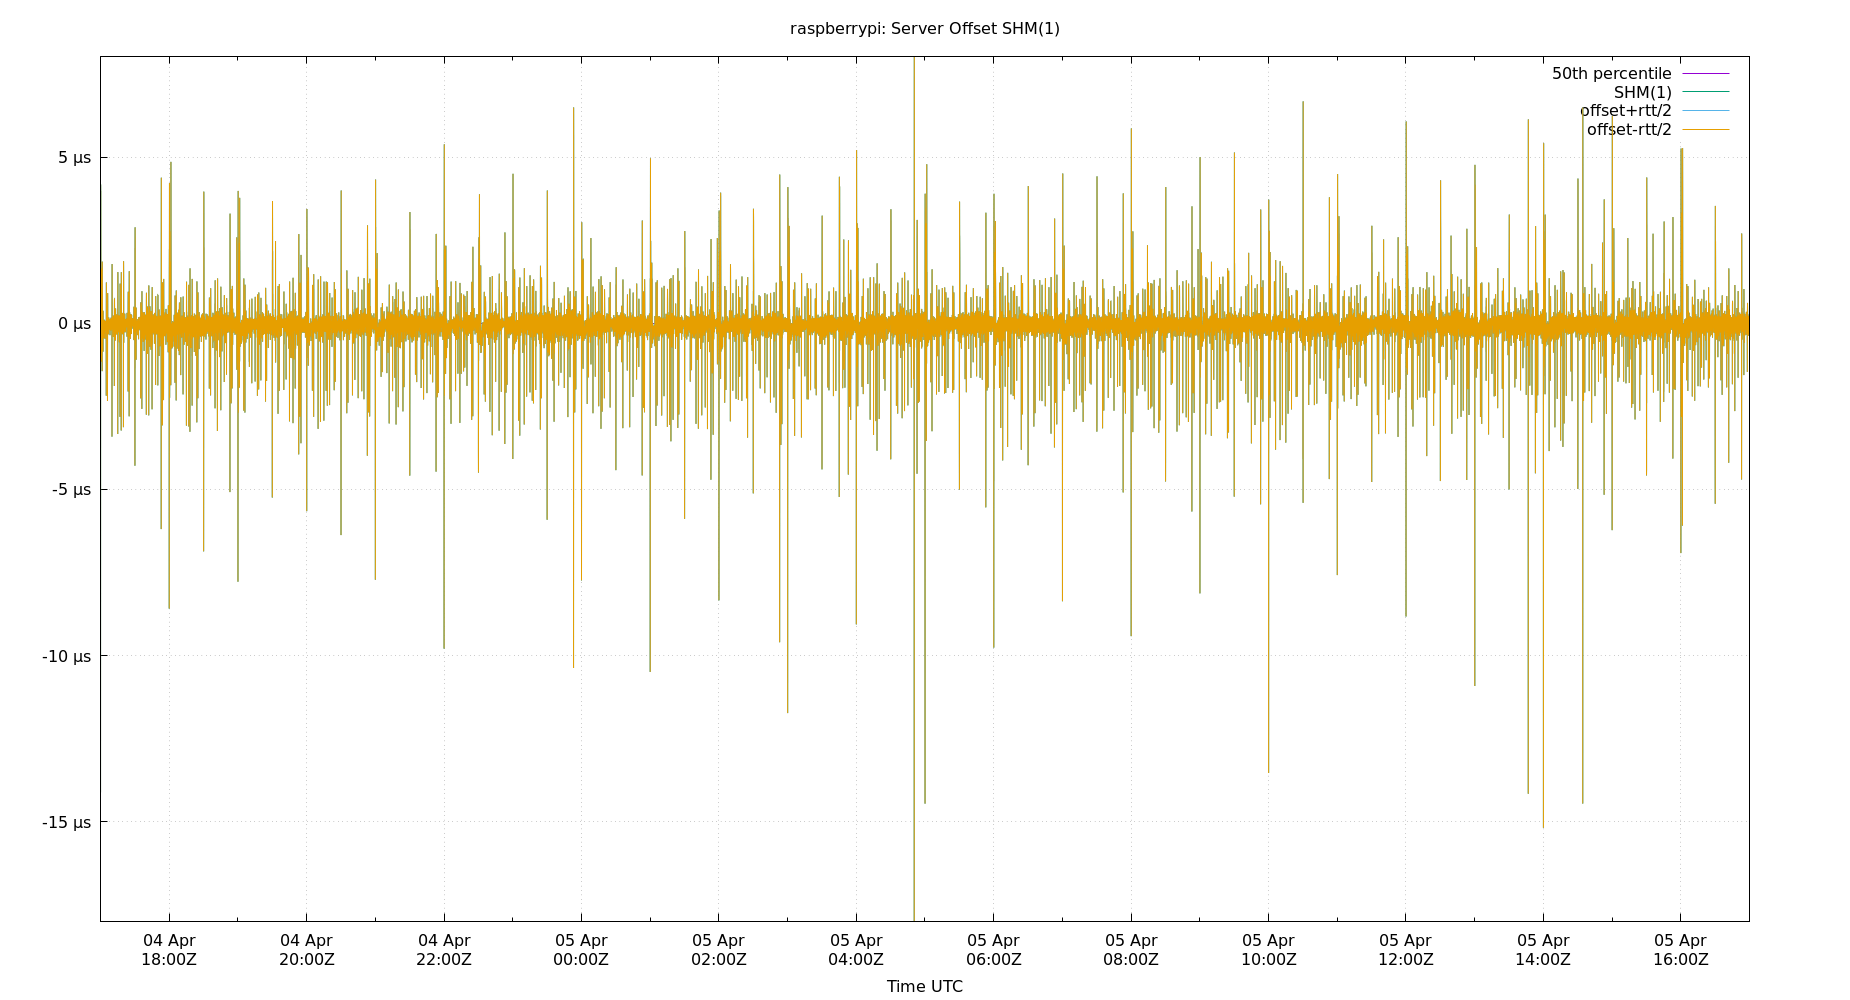 raspberrypi: Server Offset SHM(1)
50th percentile
SHM(1)
offset+rtt/2
offset-rtt/2
5 µs
0 µs
-5 µs
-10 µs
-15 µs
04 Apr 04 Apr 04 Apr 05 Apr 05 Apr 05 Apr 05 Apr 05 Apr 05 Apr 05 Apr 05 Apr 05 Apr
18:00Z 20:00Z 22:00Z 00:00Z 02:00Z 04:00Z 06:00Z 08:00Z 10:00Z 12:00Z 14:00Z 16:00Z
Time UTC